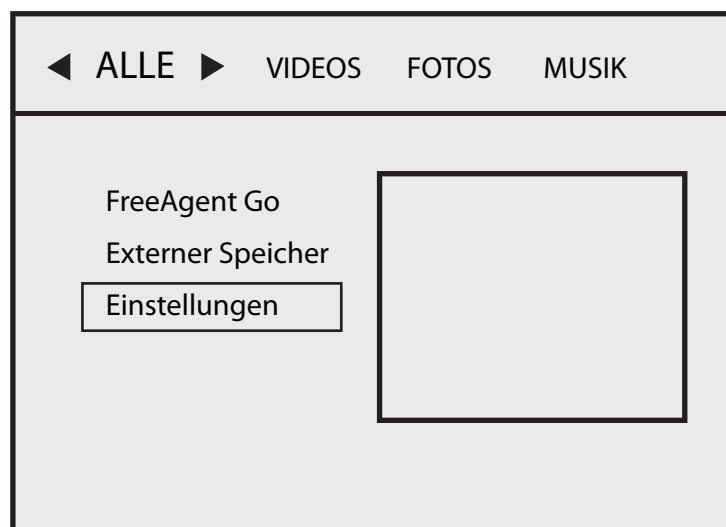 ALLE VIDEOS FOTOS MUSIK
FreeAgent Go
Externer Speicher
Einstellungen